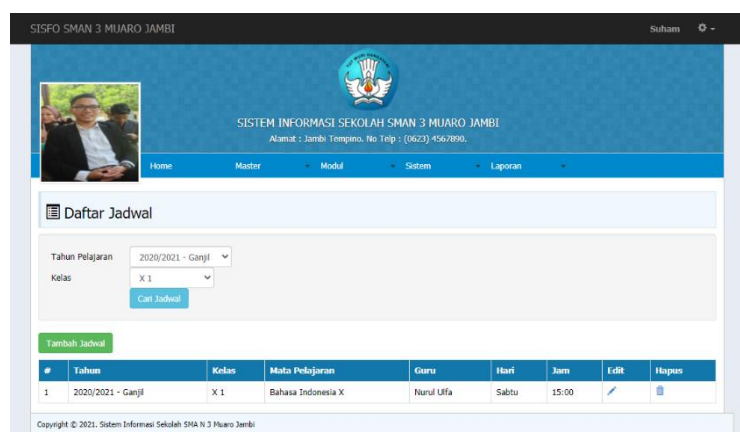 SISFO SMAN 3 MUARO JAMBI Suham
SISTEM INFORMASI SEKOLAH SMAN 3 MUARO JAMBI
Alamat : Jambi Tempino. No Telp : (0623) 4567890.
Home Master Modul Sistem Laporan
Daftar Jadwal
Tahun Pelajaran 2020/2021 - Ganjil
Kelas X 1
Cari Jadwal
Tambah Jadwal
# Tahun Kelas Mata Pelajaran Guru Hari Jam Edit Hapus
1 2020/2021 - Ganjil X 1 Bahasa Indonesia X Nurul Ulfa Sabtu 15:00
Copyright © 2021. Sistem Informasi Sekolah SMA N 3 Muaro Jambi